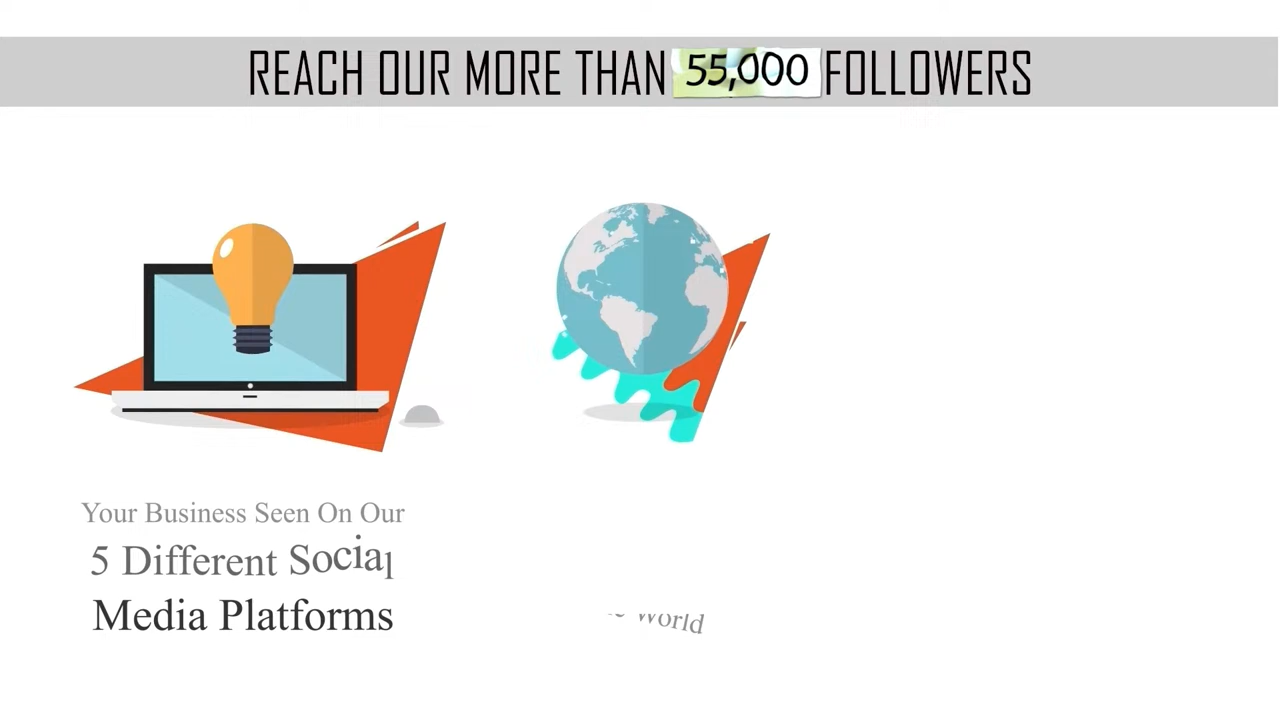 REACH OUR MORE THAN 55,000 FOLLOWERS
Your Business Seen On Our
5 Different Social
Media Platforms
World